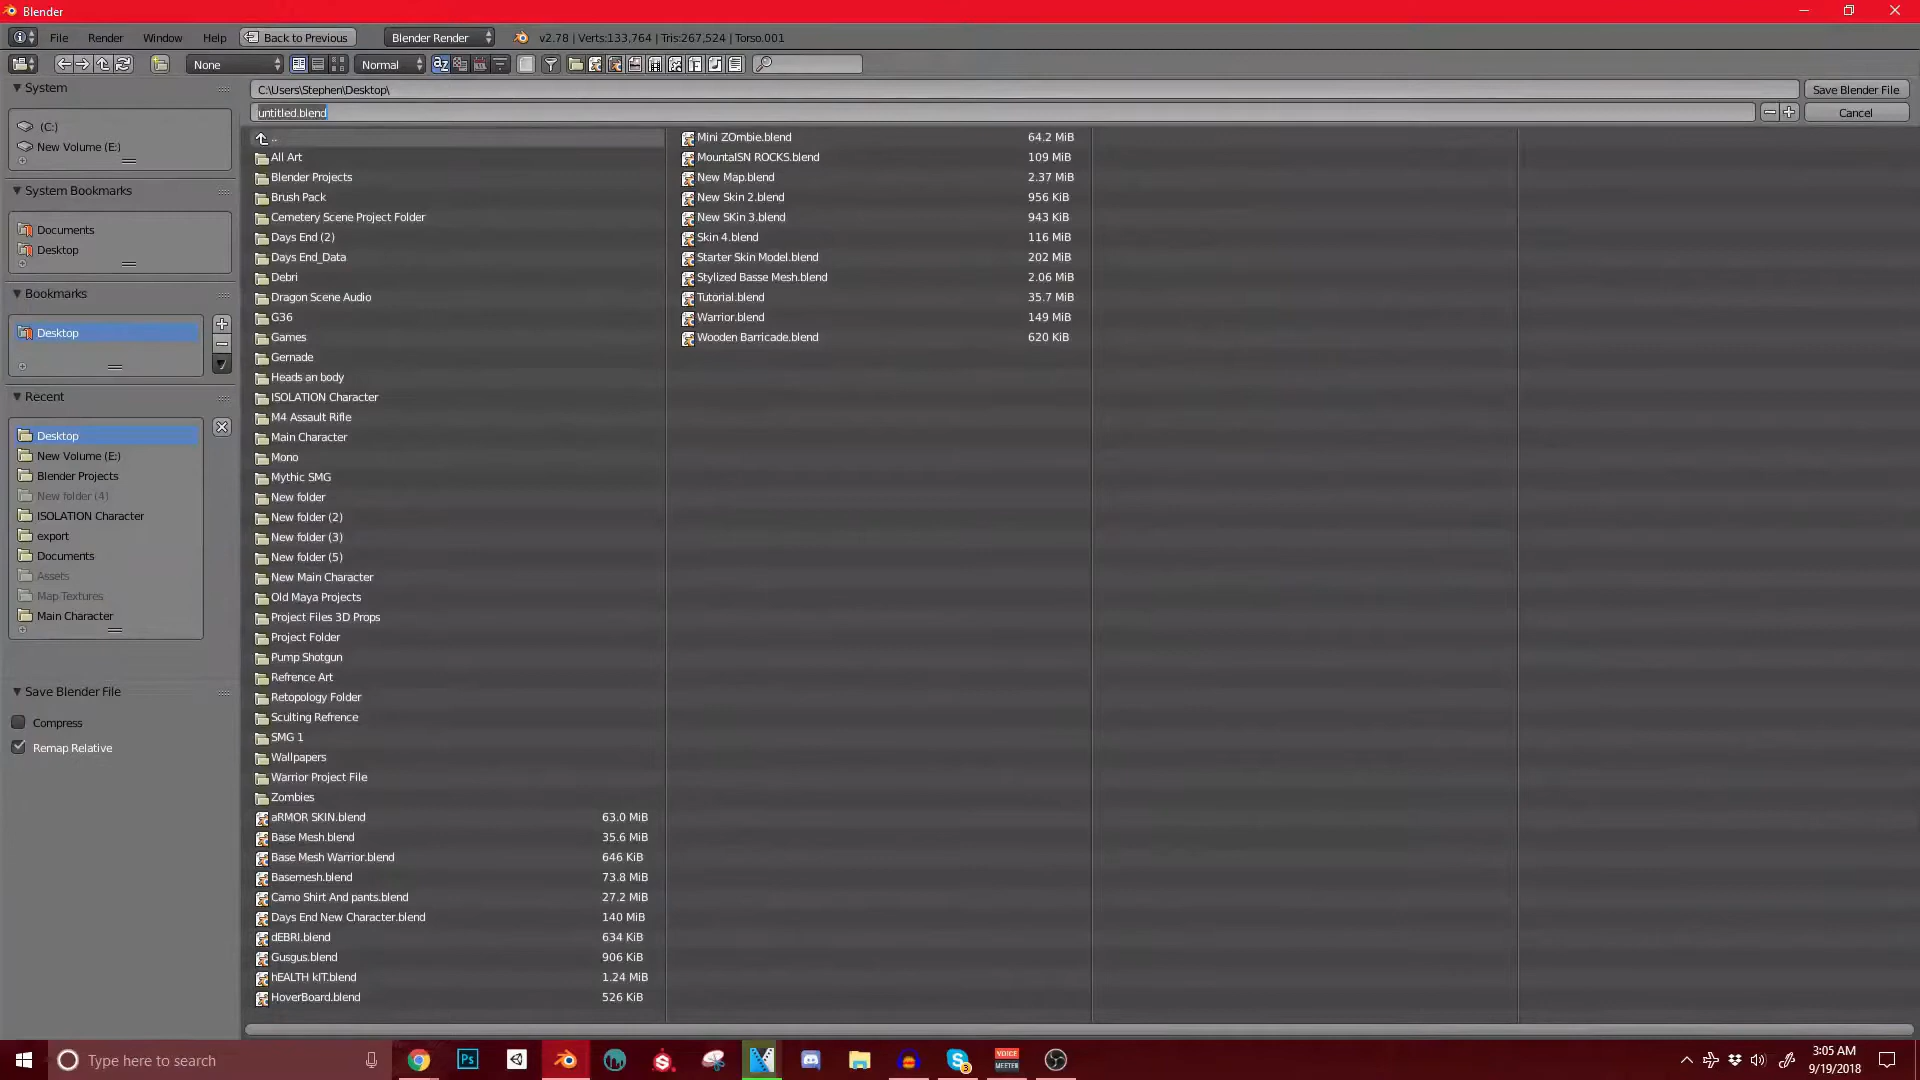 Blender
File Render Window Help Back to Previous Blender Render v2.78 | Verts:133,764 | Tris:267,524 | Torso.001
None Normal
System
(C:)
New Volume (E:)
System Bookmarks
Documents
Desktop
Bookmarks
Desktop
Recent
Desktop
New Volume (E:)
Blender Projects
New folder (4)
ISOLATION Character
export
Documents
Assets
Map Textures
Main Character
Save Blender File
Compress
Remap Relative
C:\Users\Stephen\Desktop\ Save Blender File
untitled.blend Cancel
..
All Art
Blender Projects
Brush Pack
Cemetery Scene Project Folder
Days End (2)
Days End_Data
Debri
Dragon Scene Audio
G36
Games
Gernade
Heads an body
ISOLATION Character
M4 Assault Rifle
Main Character
Mono
Mythic SMG
New folder
New folder (2)
New folder (3)
New folder (5)
New Main Character
Old Maya Projects
Project Files 3D Props
Project Folder
Pump Shotgun
Refrence Art
Retopology Folder
Sculting Refrence
SMG 1
Wallpapers
Warrior Project File
Zombies
aRMOR SKIN.blend 63.0 MiB
Base Mesh.blend 35.6 MiB
Base Mesh Warrior.blend 646 KiB
Basemesh.blend 73.8 MiB
Camo Shirt And pants.blend 27.2 MiB
Days End New Character.blend 140 MiB
dEBRI.blend 634 KiB
Gusgus.blend 906 KiB
hEALTH kIT.blend 1.24 MiB
HoverBoard.blend 526 KiB
Mini ZOmbie.blend 64.2 MiB
MountaISN ROCKS.blend 109 MiB
New Map.blend 2.37 MiB
New Skin 2.blend 956 KiB
New SKin 3.blend 943 KiB
Skin 4.blend 116 MiB
Starter Skin Model.blend 202 MiB
Stylized Basse Mesh.blend 2.06 MiB
Tutorial.blend 35.7 MiB
Warrior.blend 149 MiB
Wooden Barricade.blend 620 KiB
Type here to search
Ps
VOICE
MEETER
3:05 AM
9/19/2018